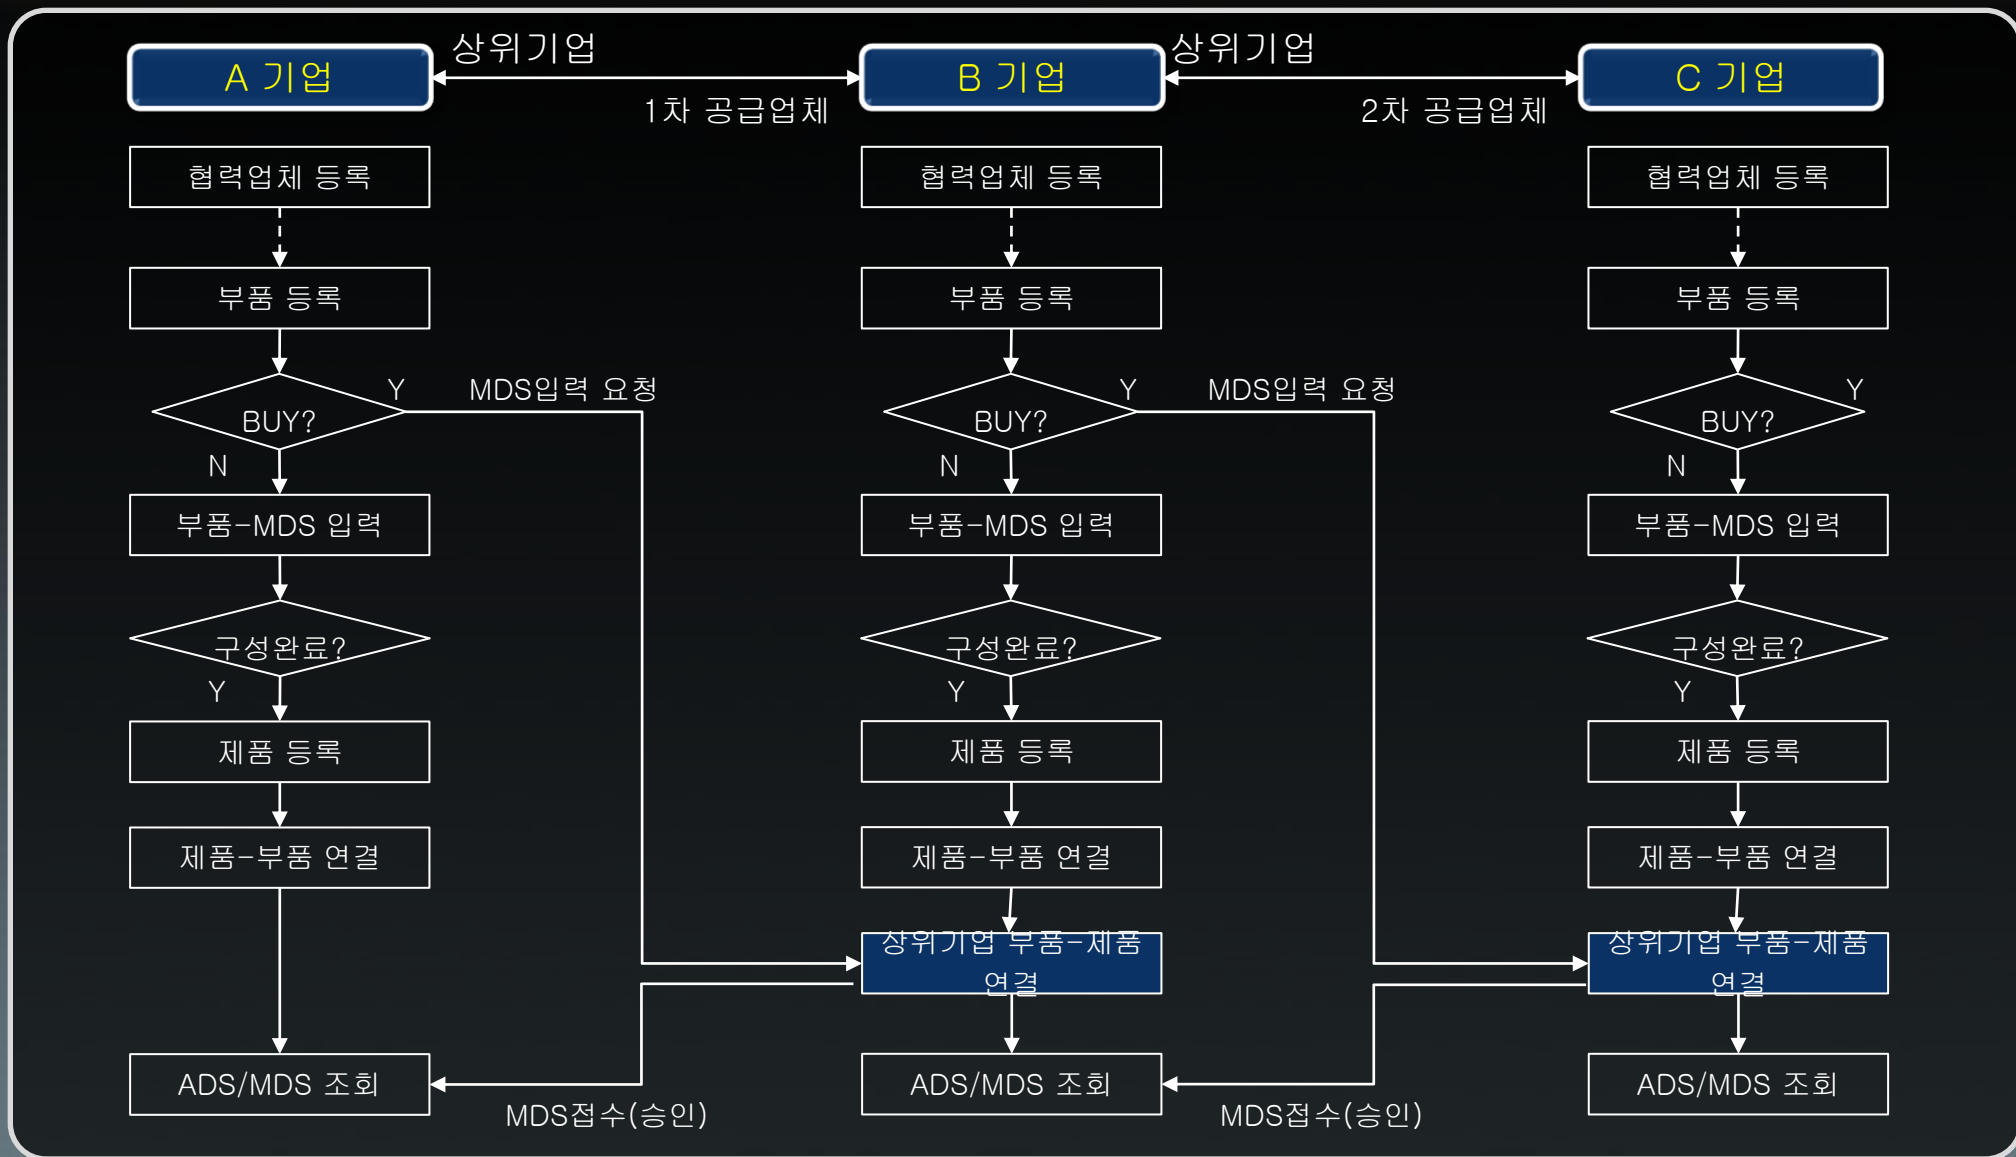 상위기업
상위기업
A 기업
B 기업
C 기업
1차 공급업체
2차 공급업체
협력업체 등록
협력업체 등록
협력업체 등록
부품 등록
부품 등록
부품 등록
Y
MDS입력 요청
Y
MDS입력 요청
Y
BUY?
BUY?
BUY?
N
N
N
부품-MDS 입력
부품-MDS 입력
부품-MDS 입력
구성완료?
구성완료?
구성완료?
Y
Y
Y
제품 등록
제품 등록
제품 등록
제품-부품 연결
제품-부품 연결
제품-부품 연결
상위기업 부품-제품
연결
상위기업 부품-제품
연결
ADS/MDS 조회
ADS/MDS 조회
ADS/MDS 조회
MDS접수(승인)
MDS접수(승인)